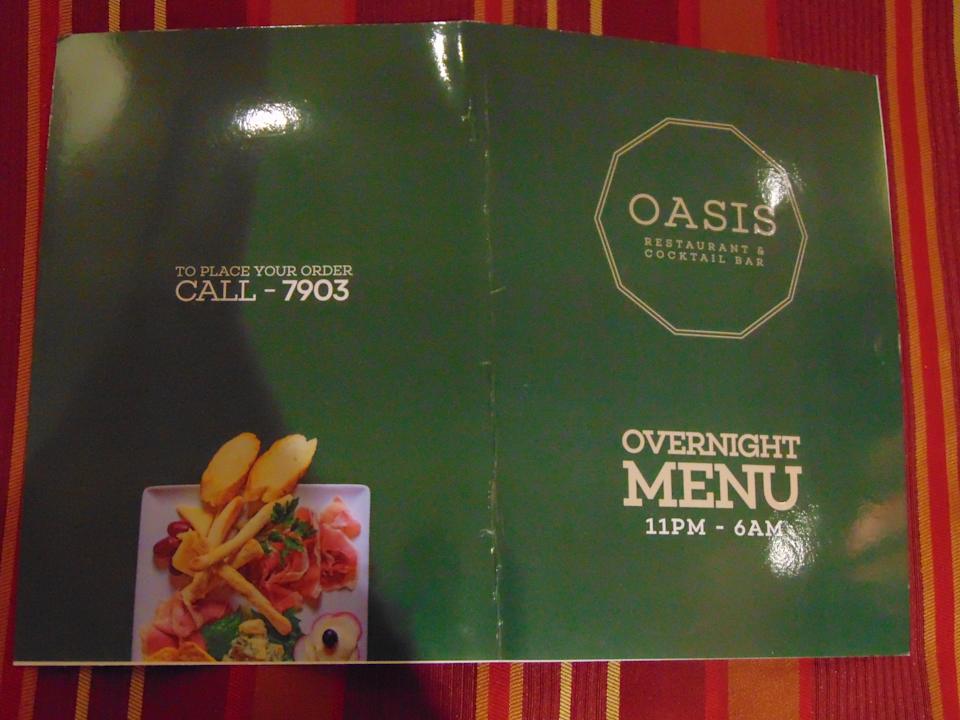 TO PLACE YOUR ORDER
CALL - 7903
OASIS
RESTAURANT &
COCKTAIL BAR
OVERNIGHT
MENU
11PM - 6AM